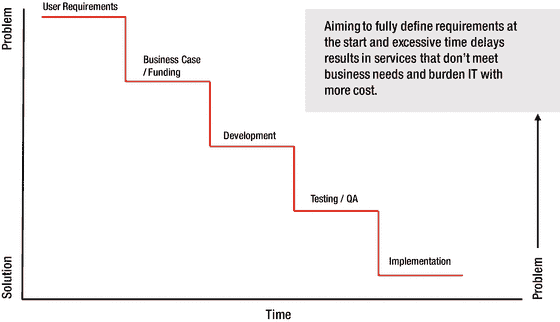 User Requirements
Problem
Business Case
/ Funding
Aiming to fully define requirements at
the start and excessive time delays
results in services that don't meet
business needs and burden IT with
more cost.
Development
Testing / QA
Implementation
Solution
Problem
Time